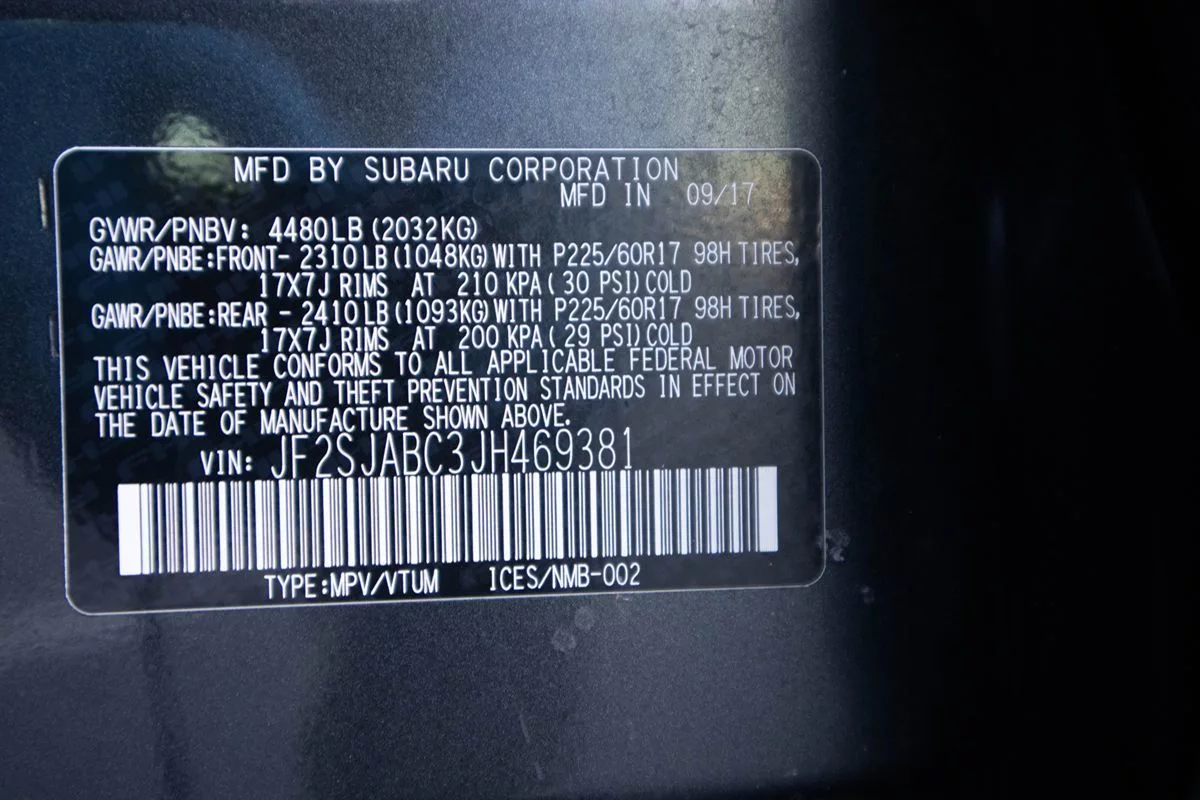 MFD BY SUBARU CORPORATION
MFD IN 09/17
GVWR/PNBV: 4480LB (2032KG)
GAWR/PNBE:FRONT- 2310LB (1048KG) WITH P225/60R17 98H TIRES,
17X7J RIMS AT 210 KPA ( 30 PSI) COLD
GAWR/PNBE:REAR - 2410LB (1093KG) WITH P225/60R17 98H TIRES,
17X7J RIMS AT 200 KPA ( 29 PSI) COLD
THIS VEHICLE CONFORMS TO ALL APPLICABLE FEDERAL MOTOR
VEHICLE SAFETY AND THEFT PREVENTION STANDARDS IN EFFECT ON
THE DATE OF MANUFACTURE SHOWN ABOVE.
VIN: JF2SJABC3JH469381
TYPE:MPV/VTUM ICES/NMB-002